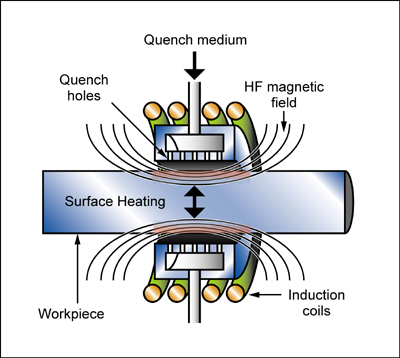 Quench medium
Quench
holes
HF magnetic
field
Surface Heating
Workpiece
Induction
coils